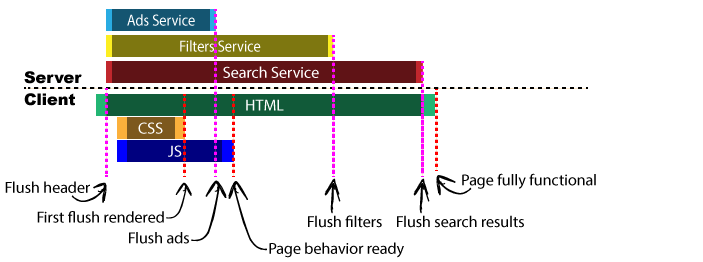 Ads Service
Filters Service
Search Service
Server
Client
HTML
CSS
JS
Flush header
Page fully functional
First flush rendered
Flush filters
Flush search results
Flush ads
Page behavior ready